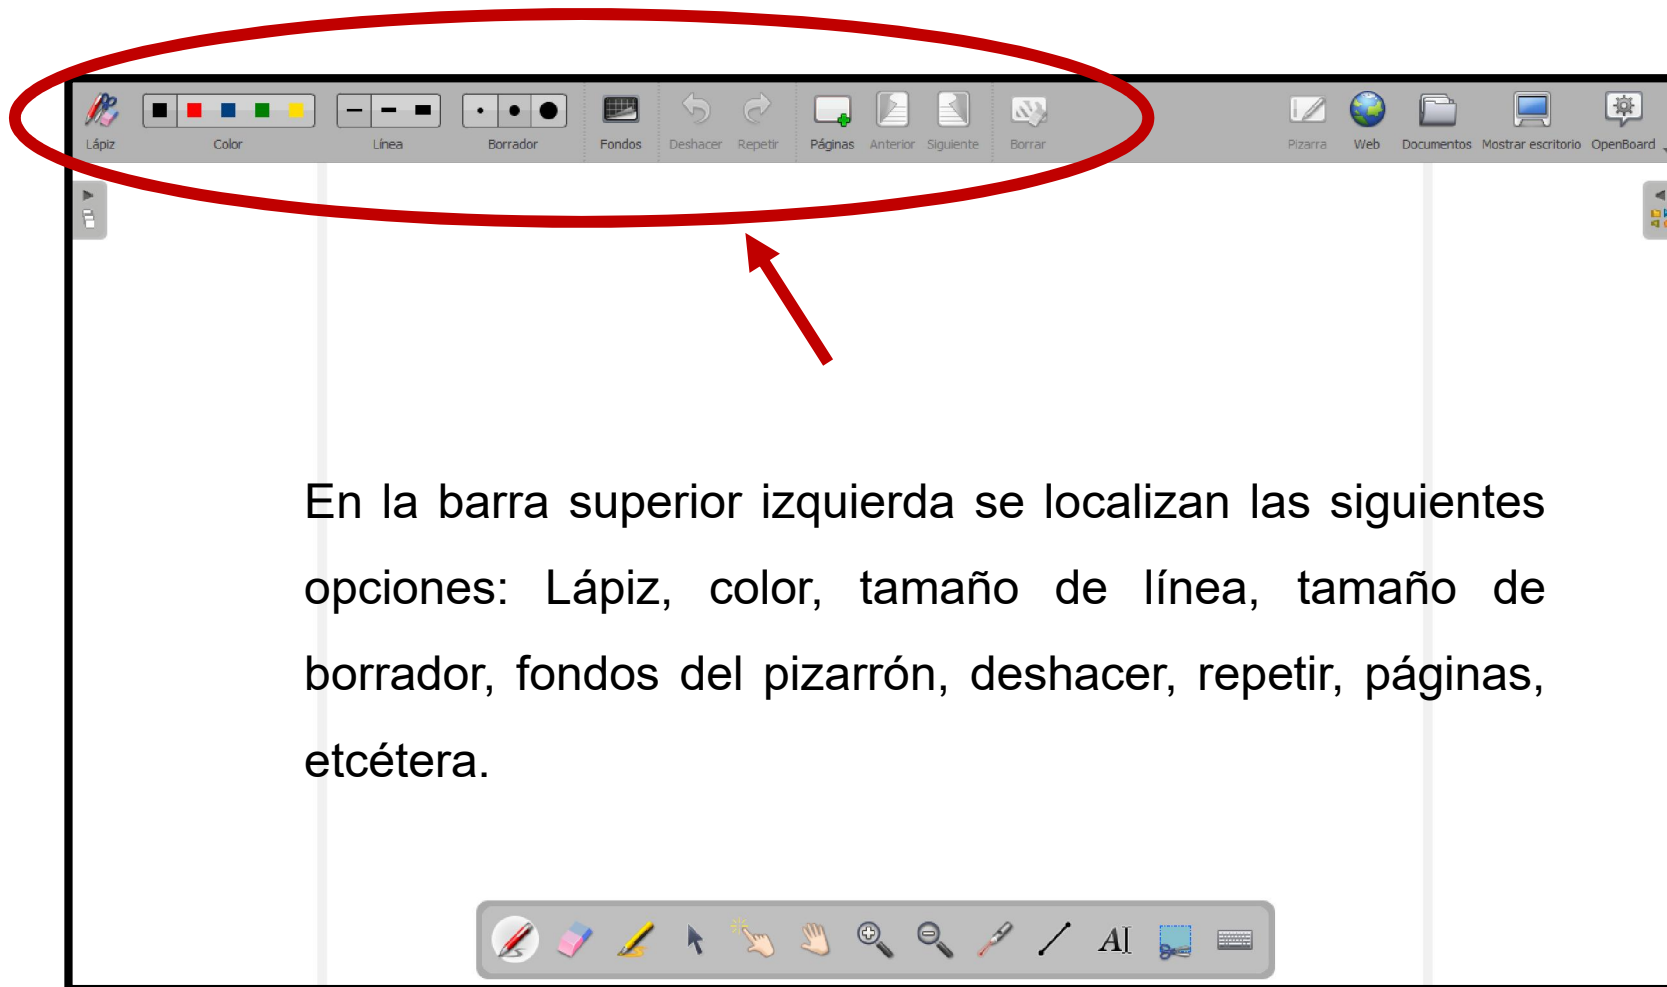 Lápiz Color Línea Borrador Fondos Deshacer Repetir Páginas Anterior Siguiente Borrar Pizarra Web Documentos Mostrar escritorio OpenBoard
En la barra superior izquierda se localizan las siguientes
opciones: Lápiz, color, tamaño de línea, tamaño de
borrador, fondos del pizarrón, deshacer, repetir, páginas,
etcétera.
AI